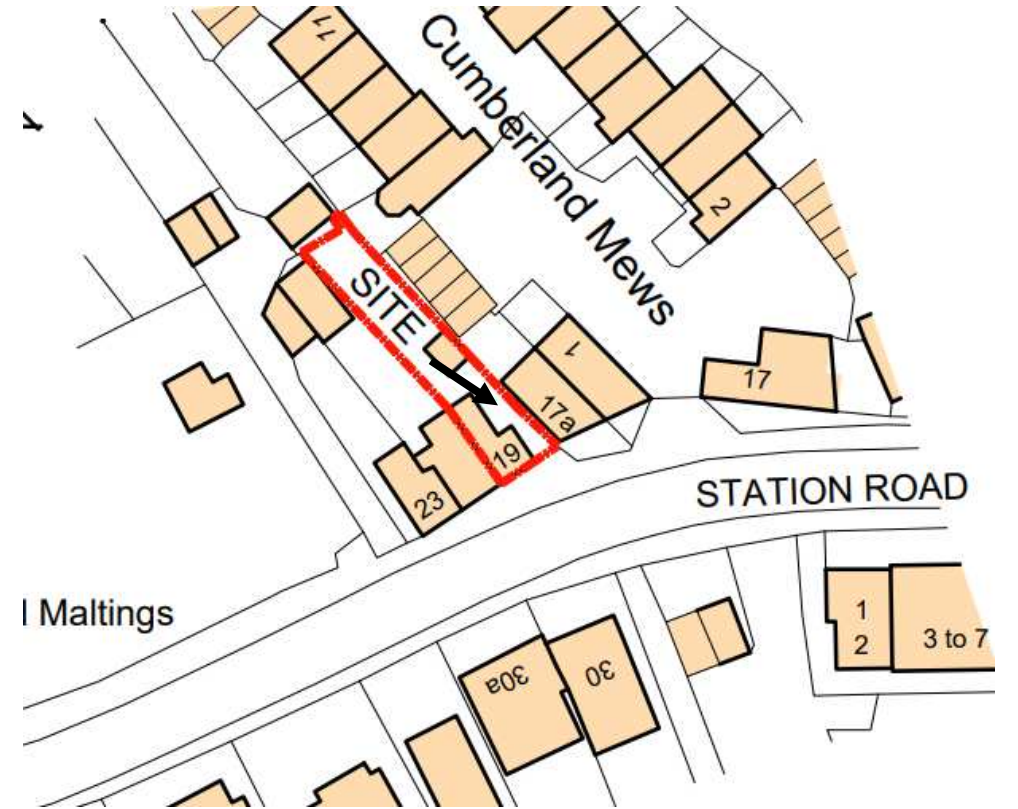 11
Cumberland Mews
2
SITE
1
17a
17
19
23
STATION ROAD
Maltings
1
2
3 to 7
30a
30